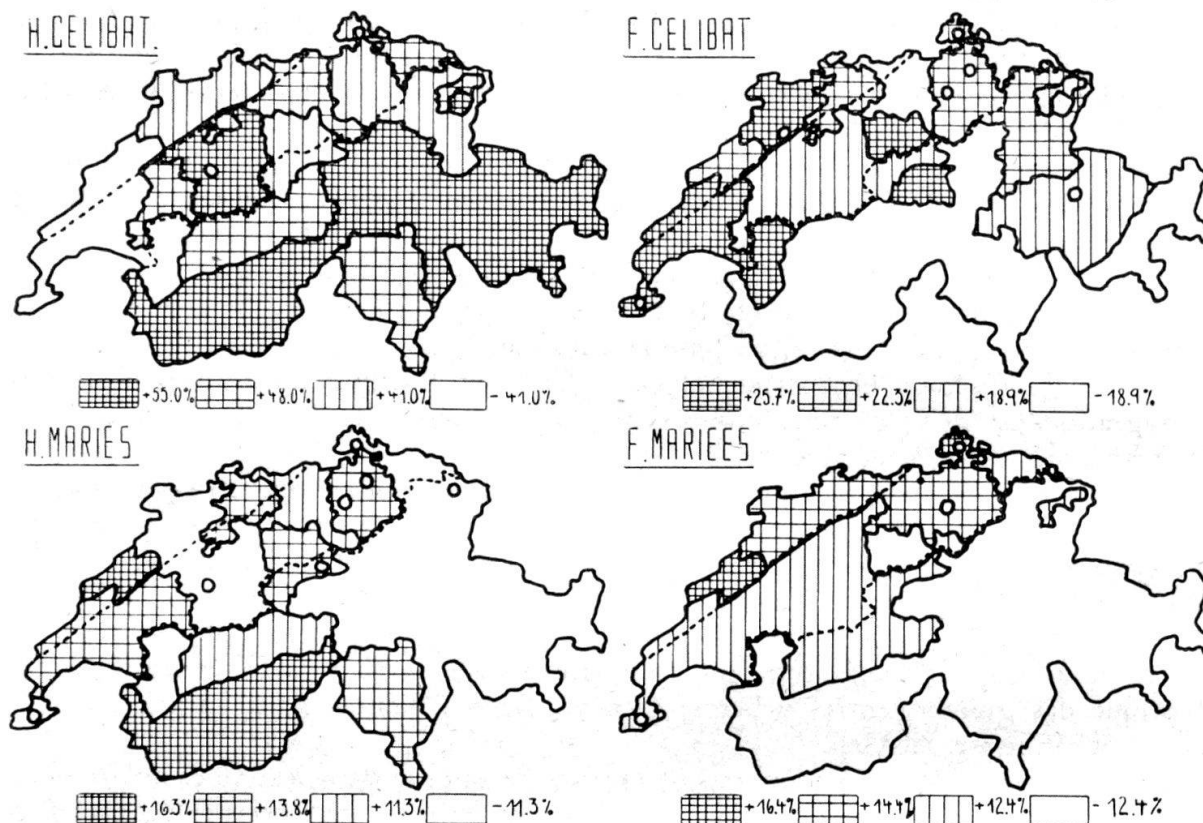 H.CELIBAT.
F.CELIBAT
+55.0% +48.0% +41.0% -41.0%
+25.7% +22.3% +18.9% -18.9%
H.MARIES
F.MARIEES
+16.3% +13.8% +11.3% -11.3%
+16.4% +14.4% +12.4% -12.4%